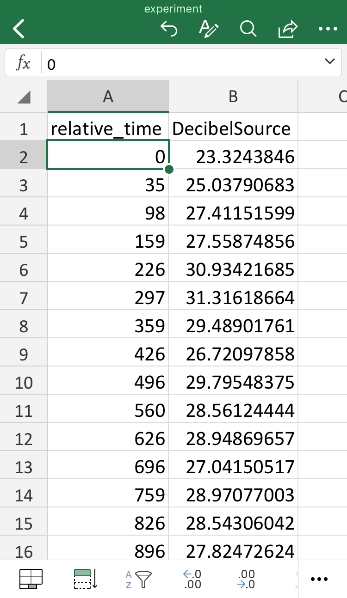 experiment
fx 0
A B C
1 relative_time DecibelSource
2 0 23.3243846
3 35 25.03790683
4 98 27.41151599
5 159 27.55874856
6 226 30.93421685
7 297 31.31618664
8 359 29.48901761
9 426 26.72097858
10 496 29.79548375
11 560 28.56124444
12 626 28.94869657
13 696 27.04150517
14 759 28.97077003
15 826 28.54306042
16 896 27.82472624
A Z .0 .00 .00 .0